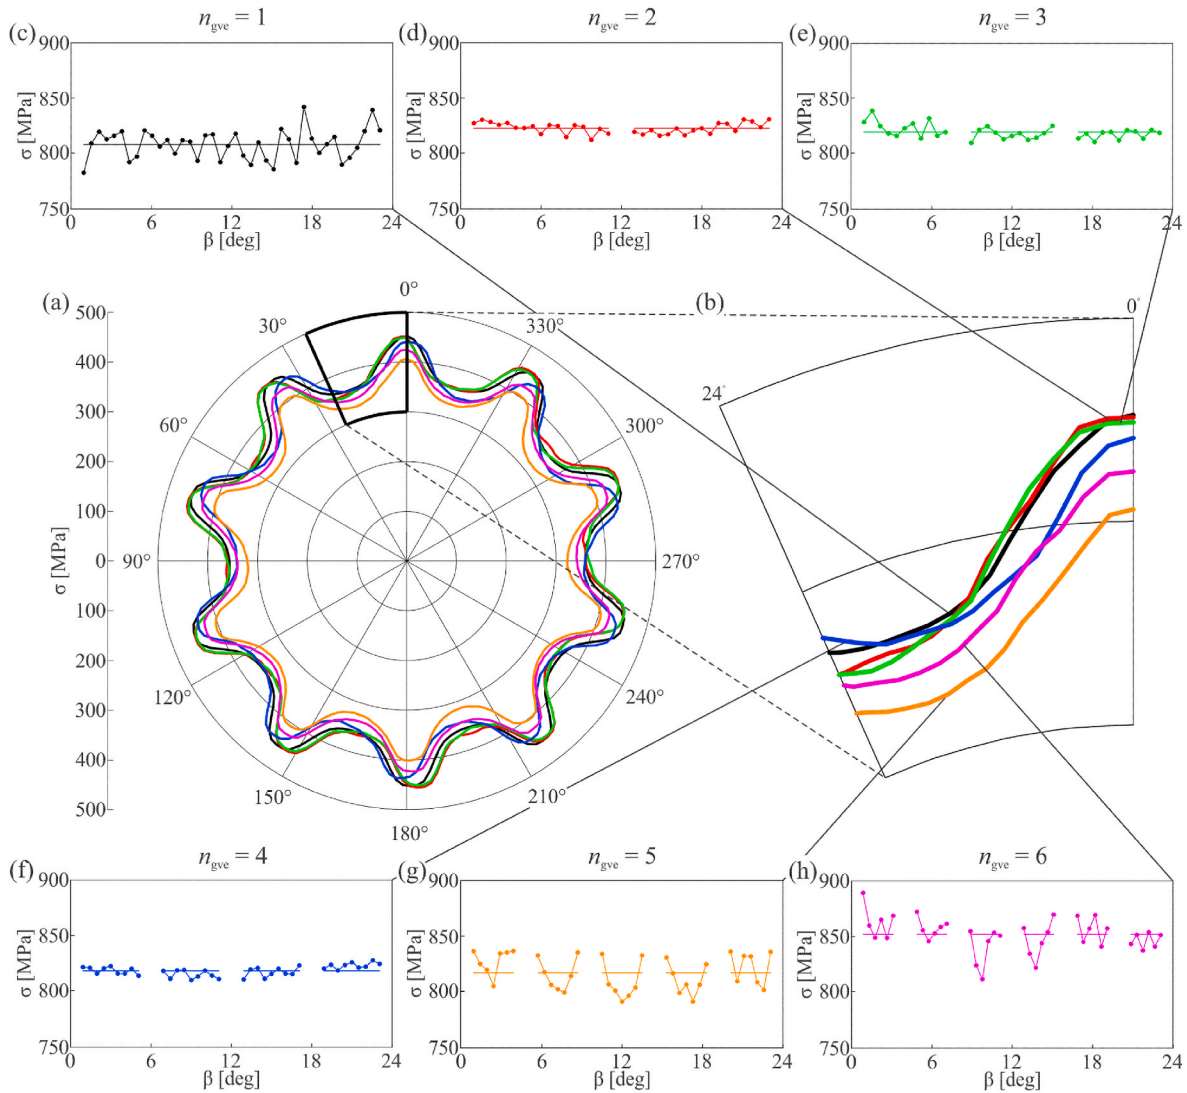 (c) n_gve = 1
(d) n_gve = 2
(e) n_gve = 3
900 850 800 750
σ [MPa]
0 6 12 18 24
β [deg]
900 850 800 750
σ [MPa]
0 6 12 18 24
β [deg]
900 850 800 750
σ [MPa]
0 6 12 18 24
β [deg]
(a)
500 400 300 200 100 0 100 200 300 400 500
σ [MPa]
0° 30° 60° 90° 120° 150° 180° 210° 240° 270° 300° 330°
(b)
0°
24°
(f) n_gve = 4
(g) n_gve = 5
(h) n_gve = 6
900 850 800 750
σ [MPa]
0 6 12 18 24
β [deg]
900 850 800 750
σ [MPa]
0 6 12 18 24
β [deg]
900 850 800 750
σ [MPa]
0 6 12 18 24
β [deg]